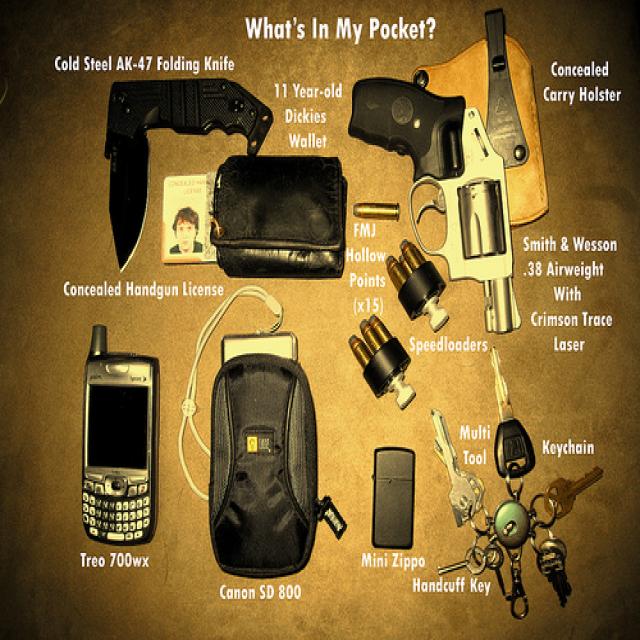 What's In My Pocket?
Cold Steel AK-47 Folding Knife
11 Year-old
Dickies
Wallet
Concealed
Carry Holster
FMJ
Hollow
Points
(x15)
Smith & Wesson
.38 Airweight
With
Crimson Trace
Laser
Concealed Handgun License
Speedloaders
Multi
Tool
Keychain
Treo 700wx
Canon SD 800
Mini Zippo
Handcuff Key